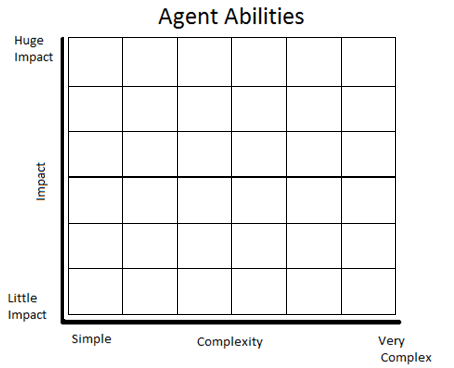 Agent Abilities
Huge
Impact
Impact
Little
Impact
Simple
Complexity
Very
Complex